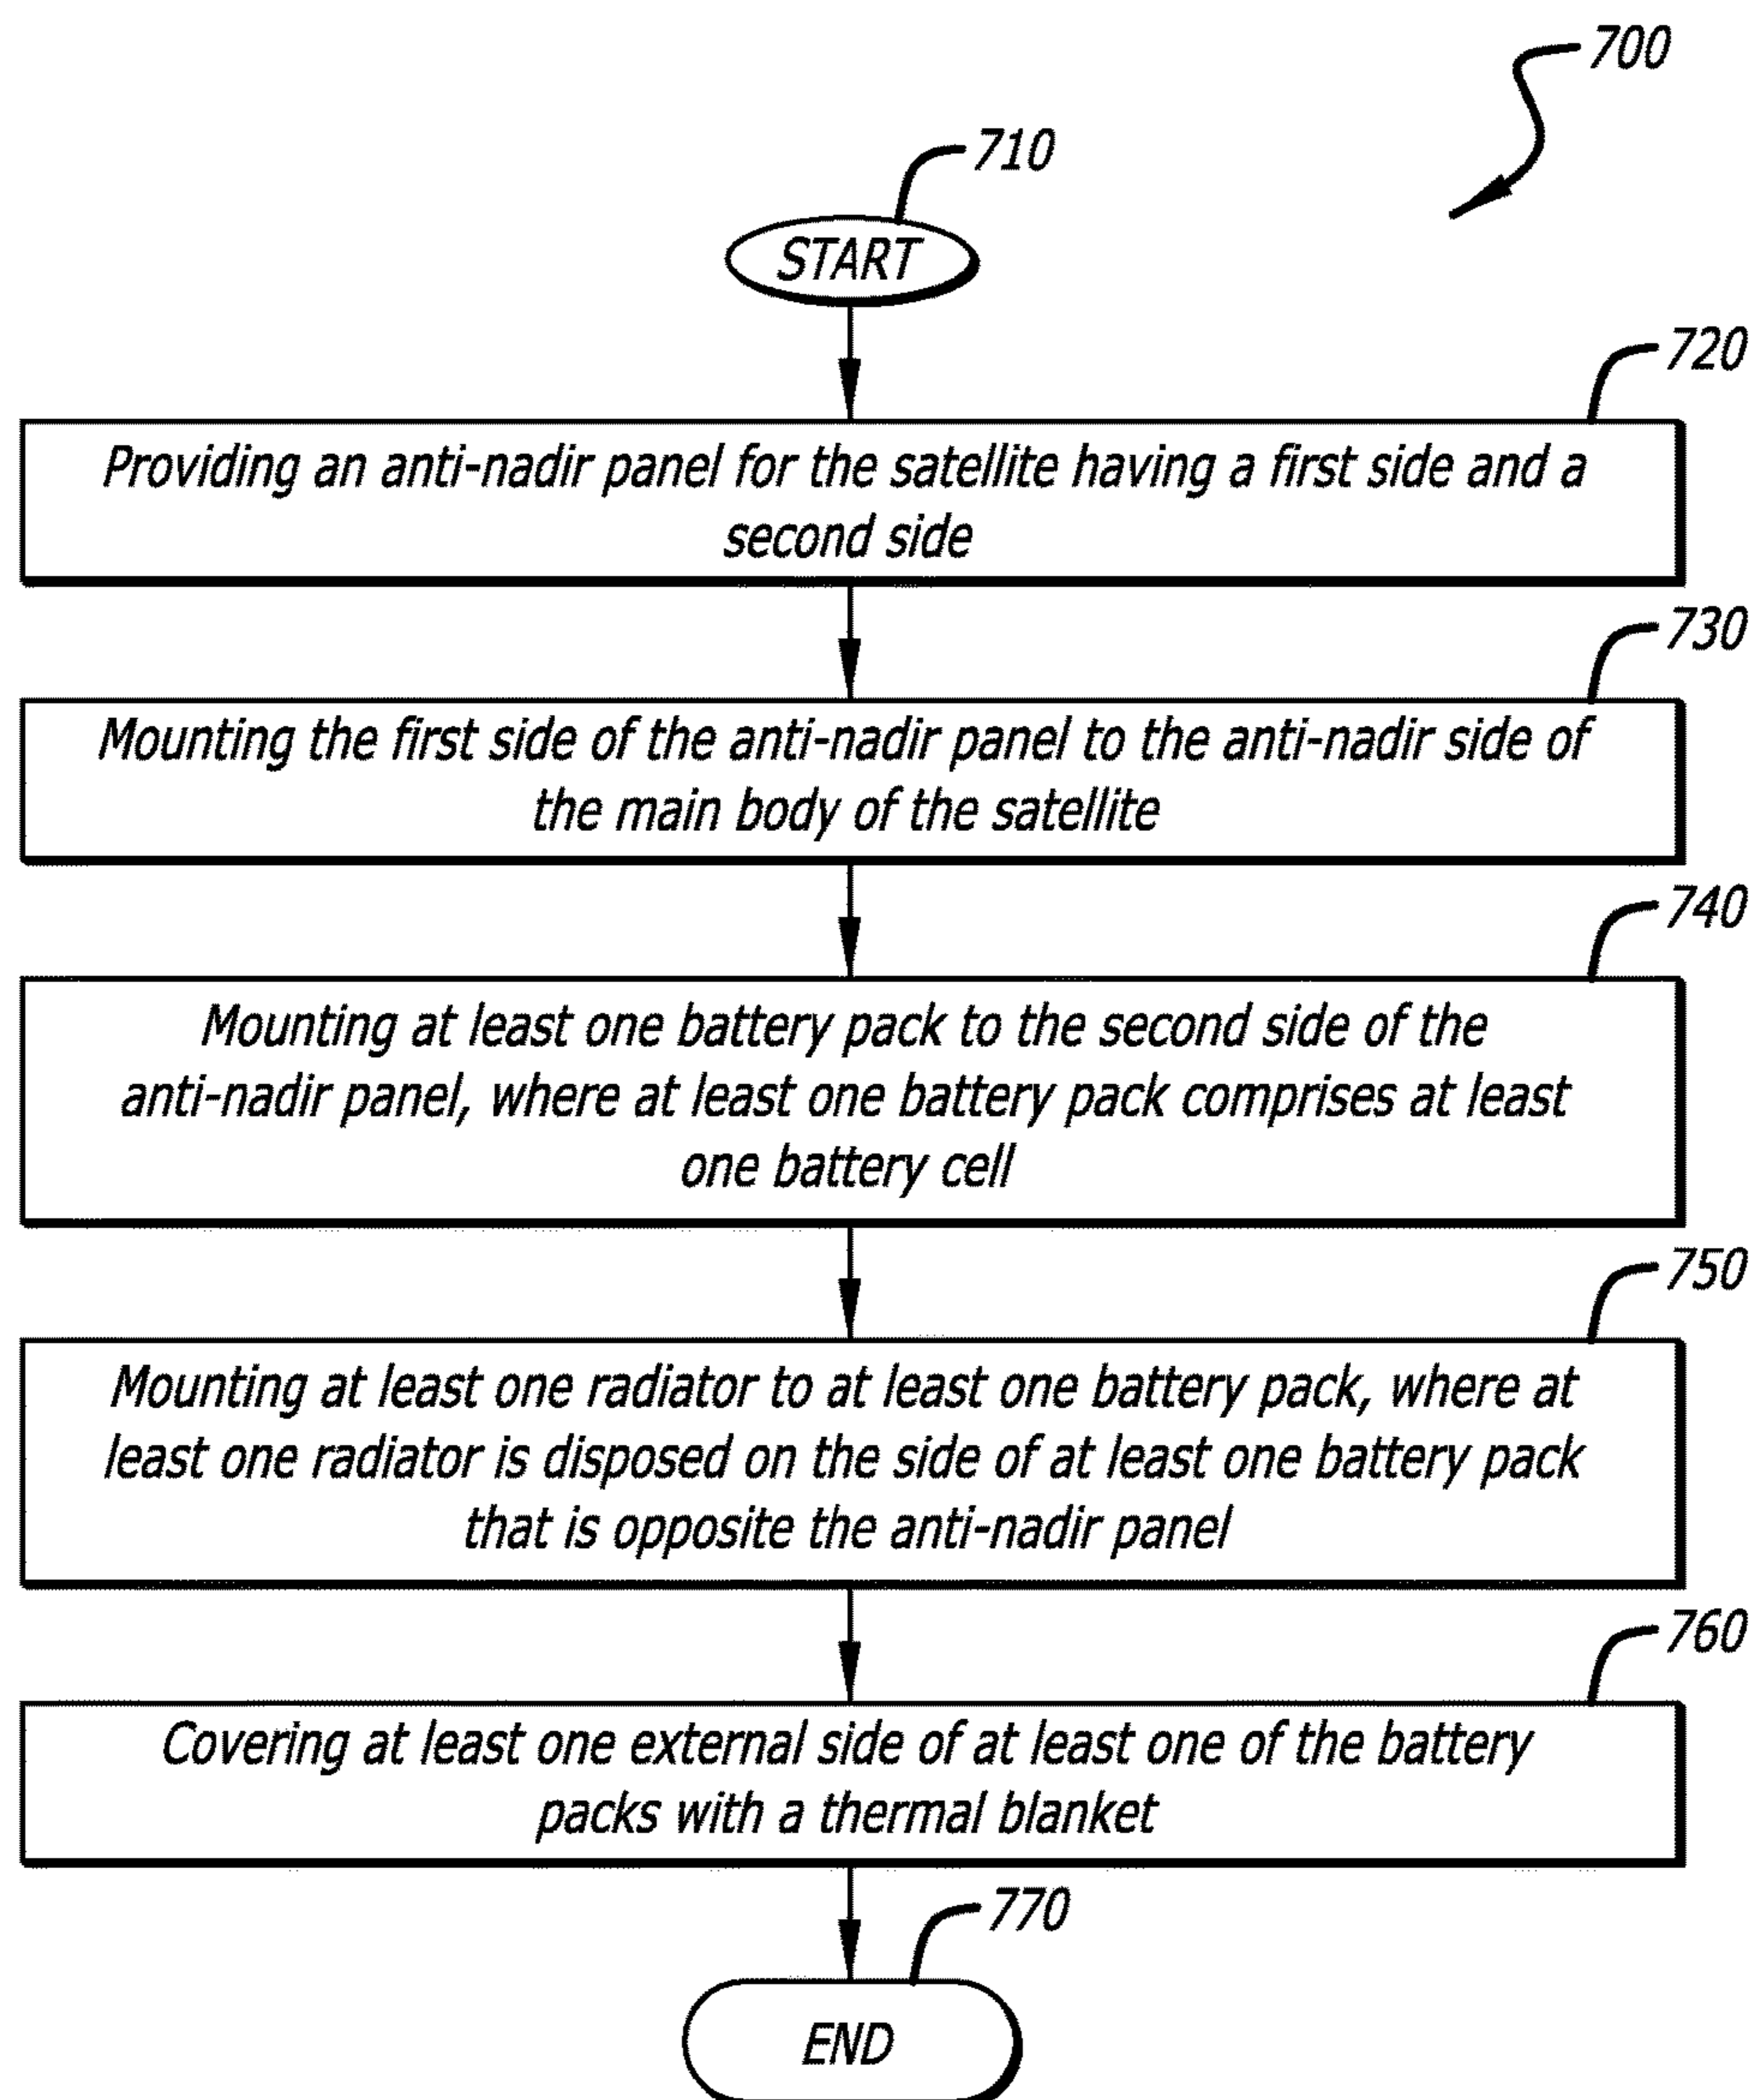 700
710
START
720
Providing an anti-nadir panel for the satellite having a first side and a
second side
730
Mounting the first side of the anti-nadir panel to the anti-nadir side of
the main body of the satellite
740
Mounting at least one battery pack to the second side of the
anti-nadir panel, where at least one battery pack comprises at least
one battery cell
750
Mounting at least one radiator to at least one battery pack, where at
least one radiator is disposed on the side of at least one battery pack
that is opposite the anti-nadir panel
760
Covering at least one external side of at least one of the battery
packs with a thermal blanket
770
END